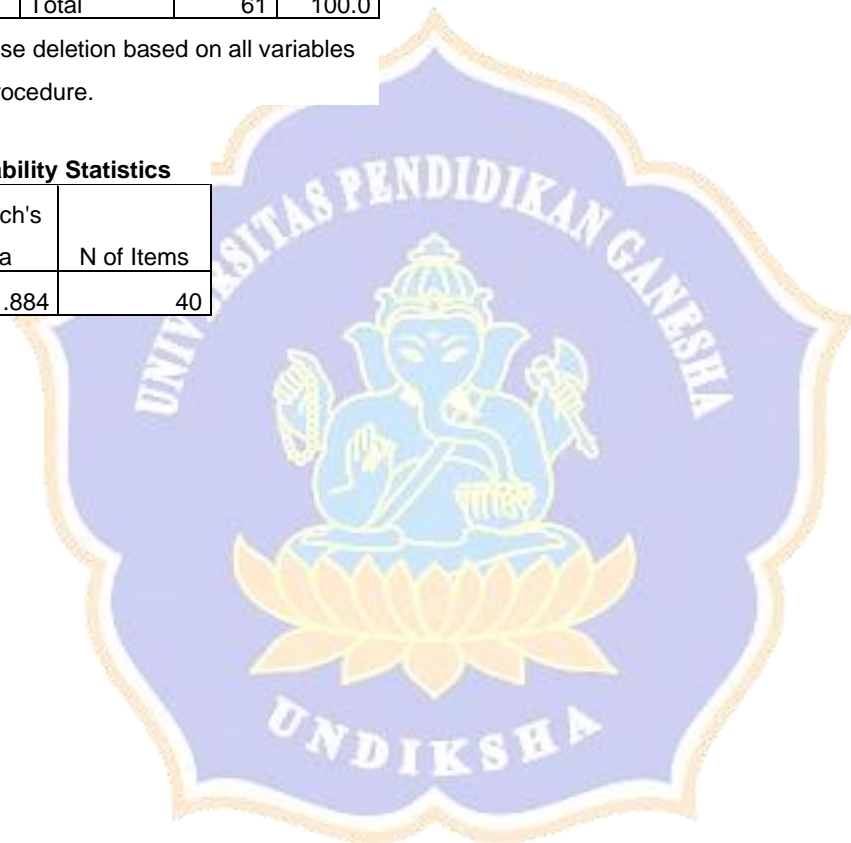 Total 61 100.0
se deletion based on all variables
rocedure.
ability Statistics
ch's
a N of Items
.884 40
UNIVERSITAS PENDIDIKAN GANESHA
UNDIKSHA